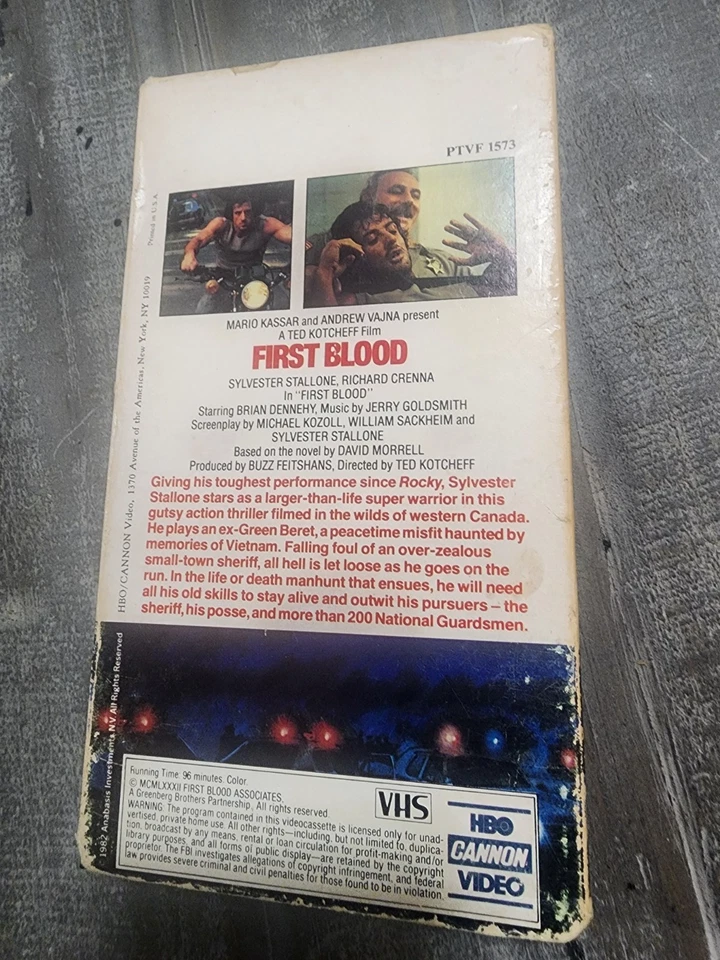 PTVF 1573
Printed in U.S.A.
HBO/CANNON Video, 1370 Avenue of the Americas, New York, NY 10019
MARIO KASSAR and ANDREW VAJNA present
A TED KOTCHEFF Film
FIRST BLOOD
SYLVESTER STALLONE, RICHARD CRENNA
In "FIRST BLOOD"
Starring BRIAN DENNEHY, Music by JERRY GOLDSMITH
Screenplay by MICHAEL KOZOLL, WILLIAM SACKHEIM and
SYLVESTER STALLONE
Based on the novel by DAVID MORRELL
Produced by BUZZ FEITSHANS, Directed by TED KOTCHEFF
Giving his toughest performance since Rocky, Sylvester
Stallone stars as a larger-than-life super warrior in this
gutsy action thriller filmed in the wilds of western Canada.
He plays an ex-Green Beret, a peacetime misfit haunted by
memories of Vietnam. Falling foul of an over-zealous
small-town sheriff, all hell is let loose as he goes on the
run. In the life or death manhunt that ensues, he will need
all his old skills to stay alive and outwit his pursuers – the
sheriff, his posse, and more than 200 National Guardsmen.
1982 Anabasis Investments N.V. All Rights Reserved
Running Time: 96 minutes. Color.
© MCMLXXXII FIRST BLOOD ASSOCIATES,
A Greenberg Brothers Partnership, All rights reserved.
WARNING: The program contained in this videocassette is licensed only for unad-
vertised, private home use. All other rights—including, but not limited to, duplica-
tion, broadcast by any means, rental or loan circulation for profit-making and/or
library purposes, and all forms of public display—are retained by the copyright
proprietor. The FBI investigates allegations of copyright infringement, and federal
law provides severe criminal and civil penalties for those found to be in violation.
VHS
HBO
CANNON
VIDEO